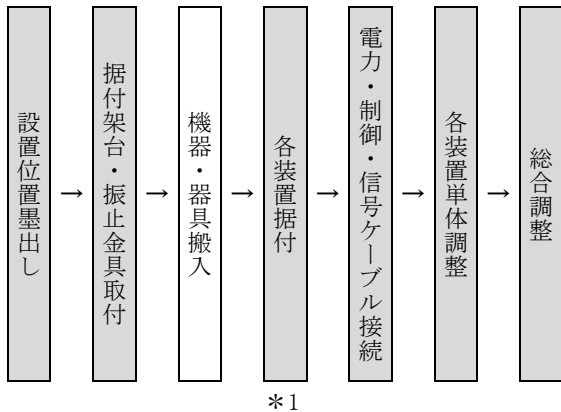 設置位置墨出し
→
据付架台・振止金具取付
→
機器・器具搬入
→
各装置据付
→
電力・制御・信号ケーブル接続
→
各装置単体調整
→
総合調整
＊1